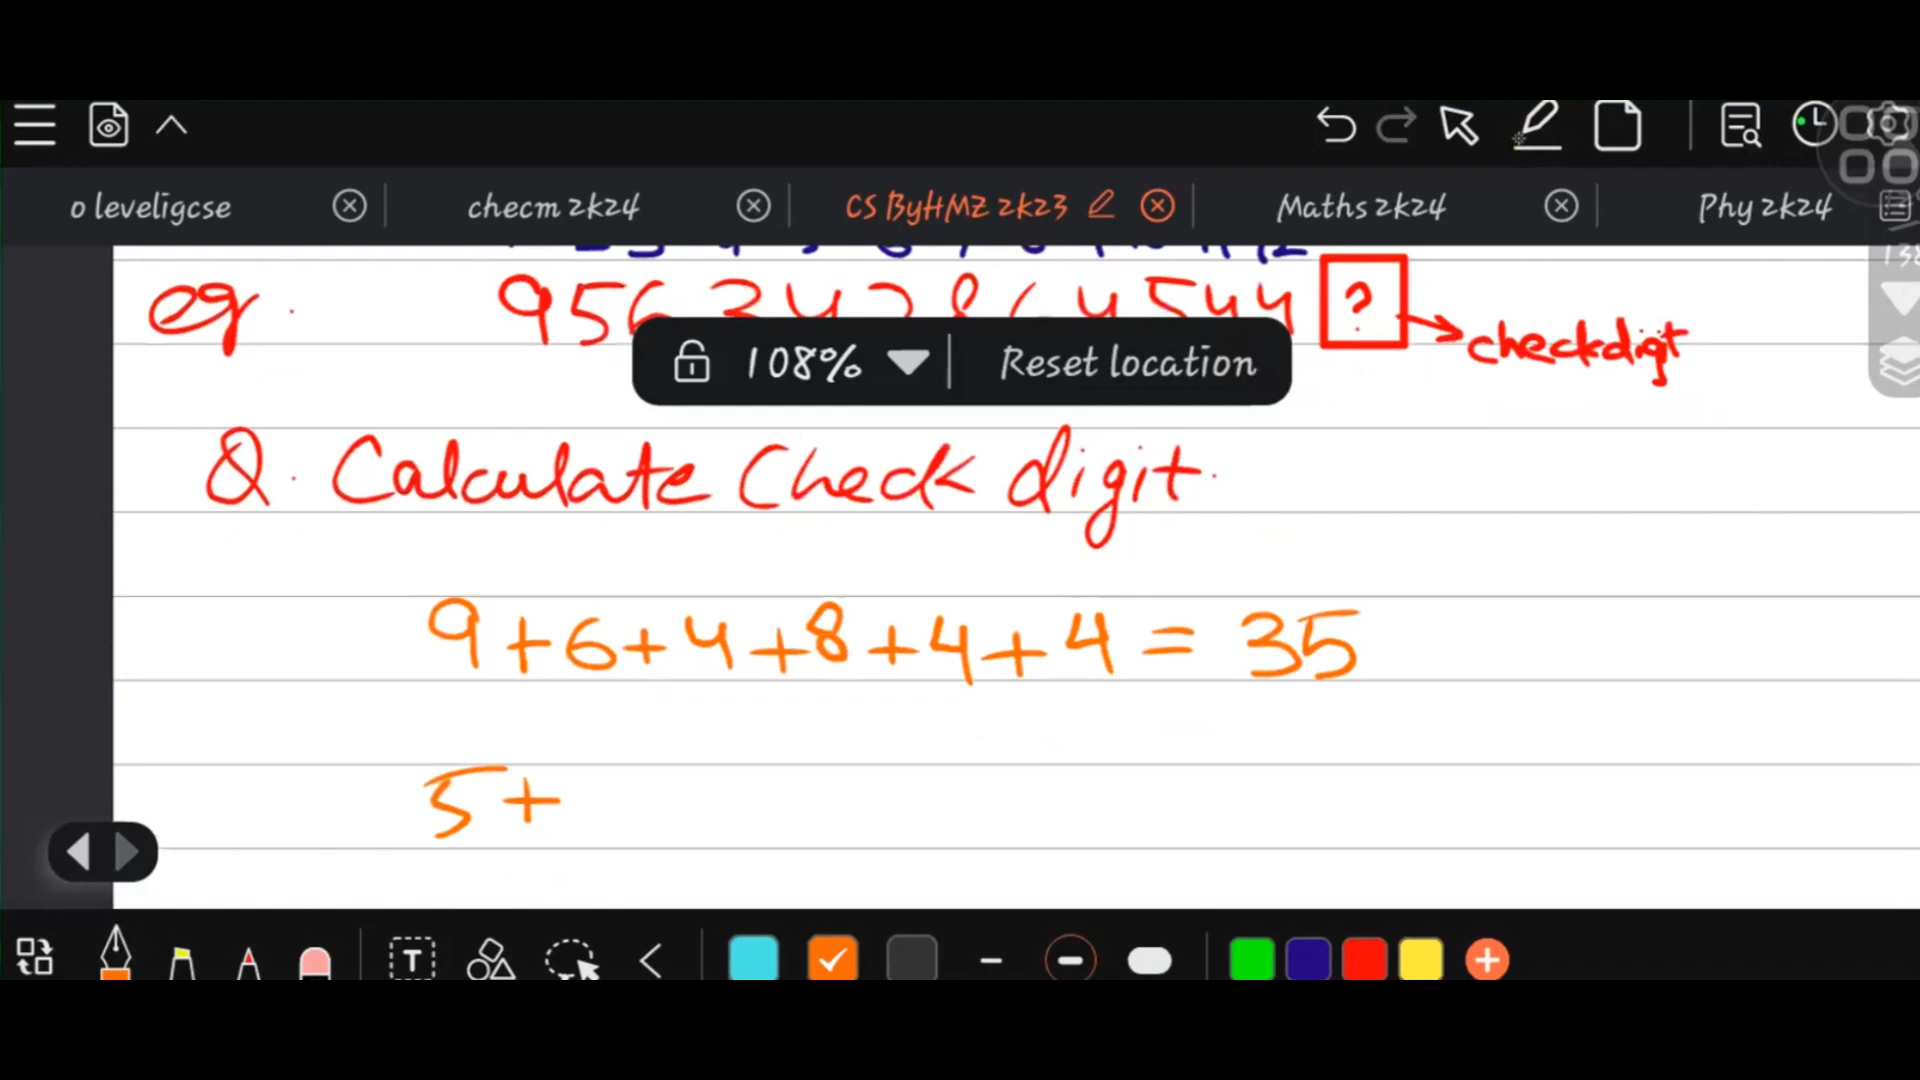 o leveligcse checm 2k24 CS ByHMZ 2k23 Maths 2k24 Phy 2k24
eg. 956 ? checkdigit
108% Reset location
Q. Calculate Check digit.
9+6+4+8+4+4 = 35
5+
T